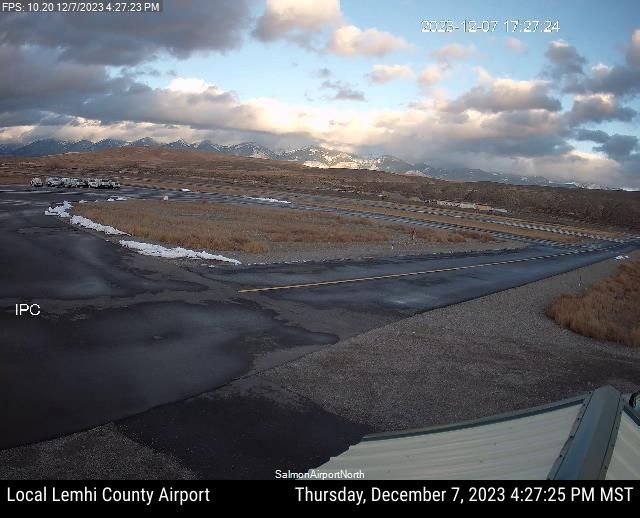 FPS: 10.20 12/7/2023 4:27:23 PM
2023-12-07 17:27:24
IPC
SalmonAirportNorth
Local Lemhi County Airport Thursday, December 7, 2023 4:27:25 PM MST